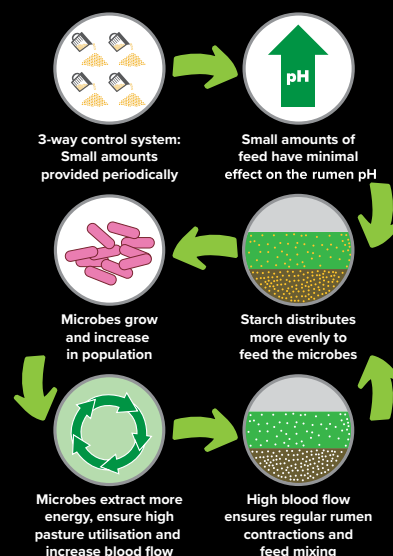 pH
3-way control system:
Small amounts
provided periodically
Small amounts of
feed have minimal
effect on the rumen pH
Microbes grow
and increase
in population
Starch distributes
more evenly to
feed the microbes
Microbes extract more
energy, ensure high
pasture utilisation and
increase blood flow
High blood flow
ensures regular rumen
contractions and
feed mixing